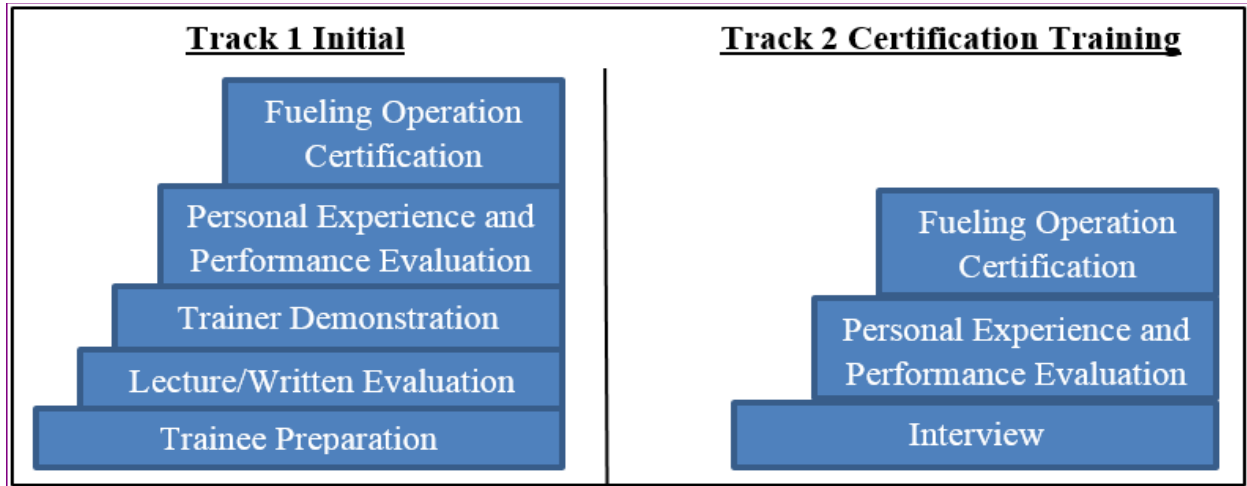 Track 1 Initial
Fueling Operation
Certification
Personal Experience and
Performance Evaluation
Trainer Demonstration
Lecture/Written Evaluation
Trainee Preparation
Track 2 Certification Training
Fueling Operation
Certification
Personal Experience and
Performance Evaluation
Interview